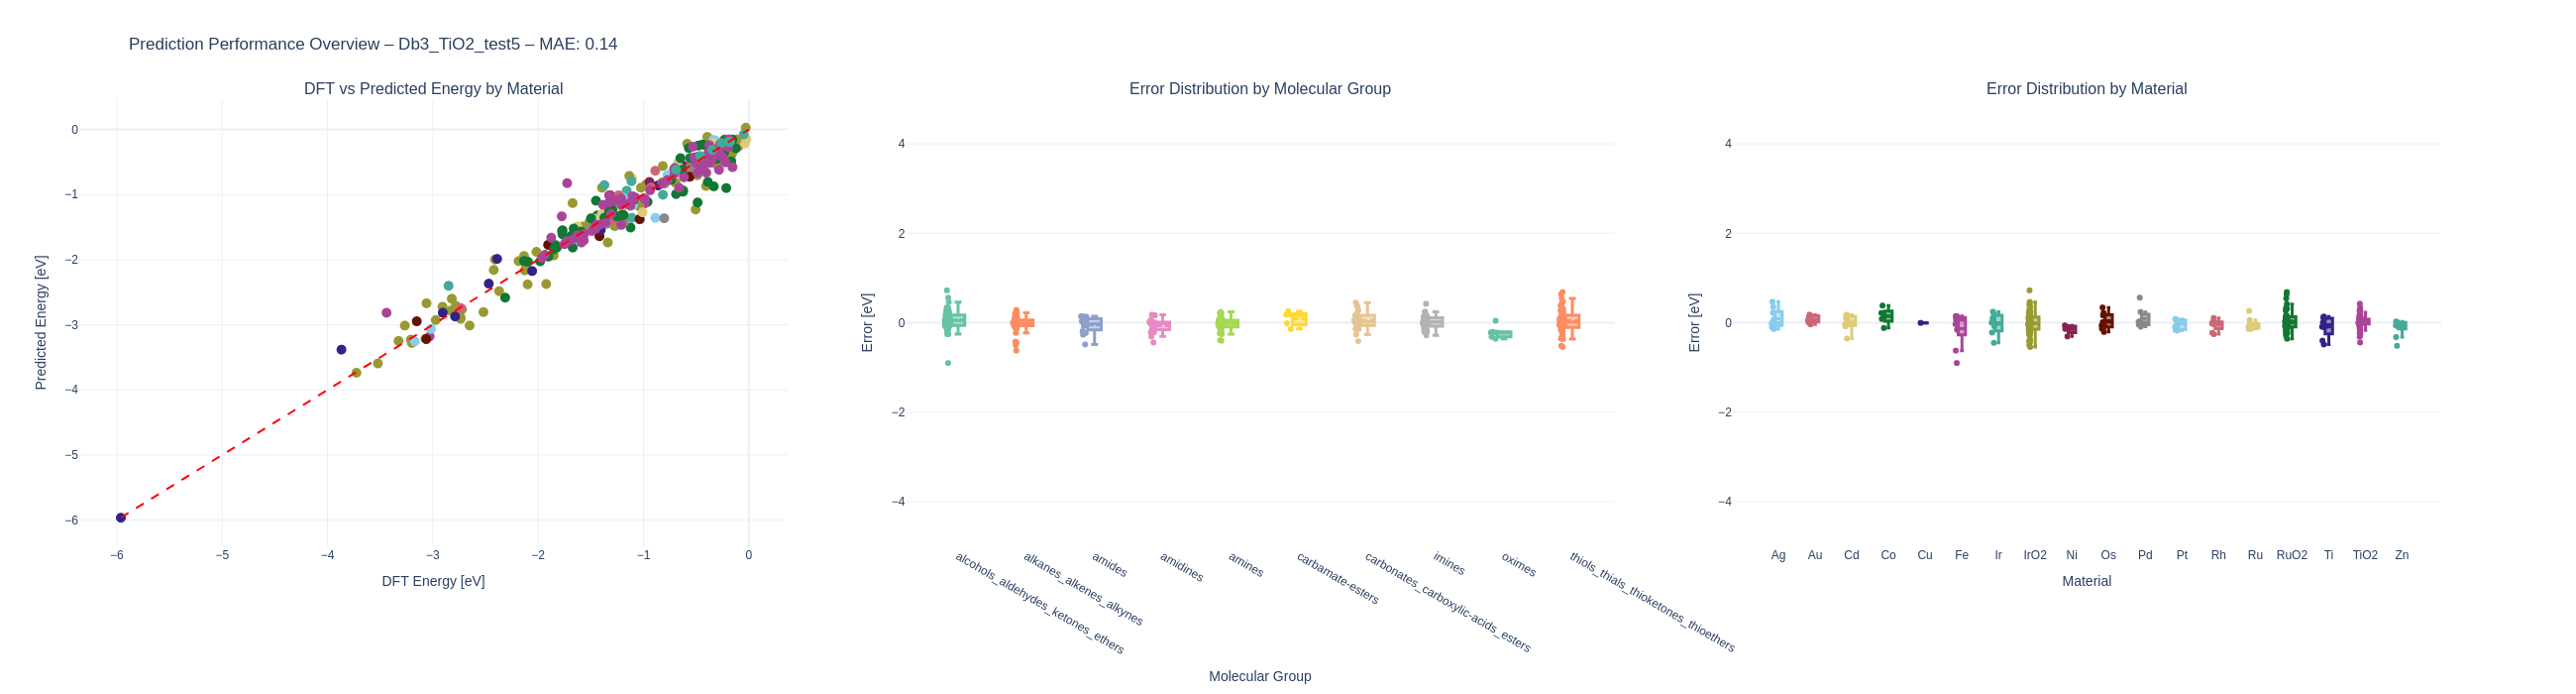 Prediction Performance Overview – Db3_TiO2_test5 – MAE: 0.14
DFT vs Predicted Energy by Material
Predicted Energy [eV]
0
−1
−2
−3
−4
−5
−6
−6 −5 −4 −3 −2 −1 0
DFT Energy [eV]
Error Distribution by Molecular Group
Error [eV]
4
2
0
−2
−4
alcohols_aldehydes_ketones_ethers
alkanes_alkenes_alkynes
amides
amidines
amines
carbamate-esters
carbonates_carboxylic-acids_esters
imines
oximes
thiols_thials_thioketones_thioethers
Molecular Group
Error Distribution by Material
Error [eV]
4
2
0
−2
−4
Ag Au Cd Co Cu Fe Ir IrO2 Ni Os Pd Pt Rh Ru RuO2 Ti TiO2 Zn
Material